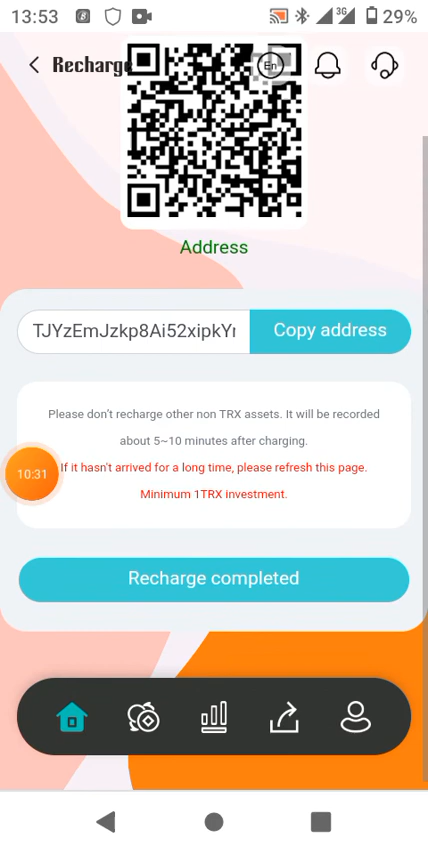 13:53
3G
29%
Recharge
En
Address
TJYzEmJzkp8Ai52xipkY
Copy address
Please don't recharge other non TRX assets. It will be recorded
about 5~10 minutes after charging.
10:31
If it hasn't arrived for a long time, please refresh this page.
Minimum 1TRX investment.
Recharge completed